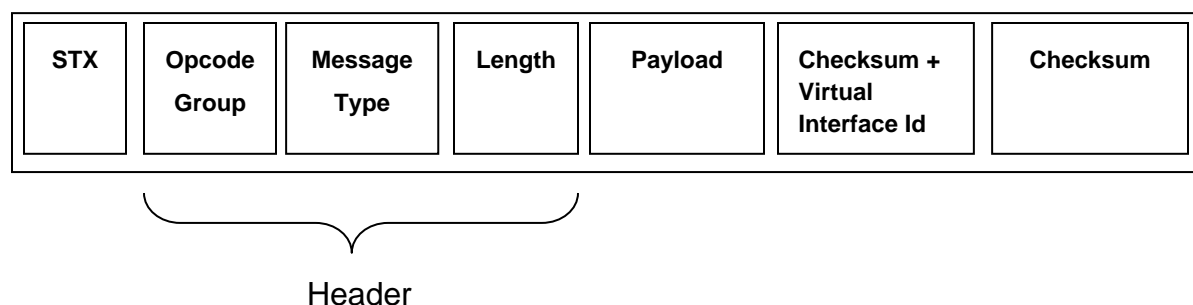 STX
Opcode
Group
Message
Type
Length
Payload
Checksum +
Virtual
Interface Id
Checksum
Header